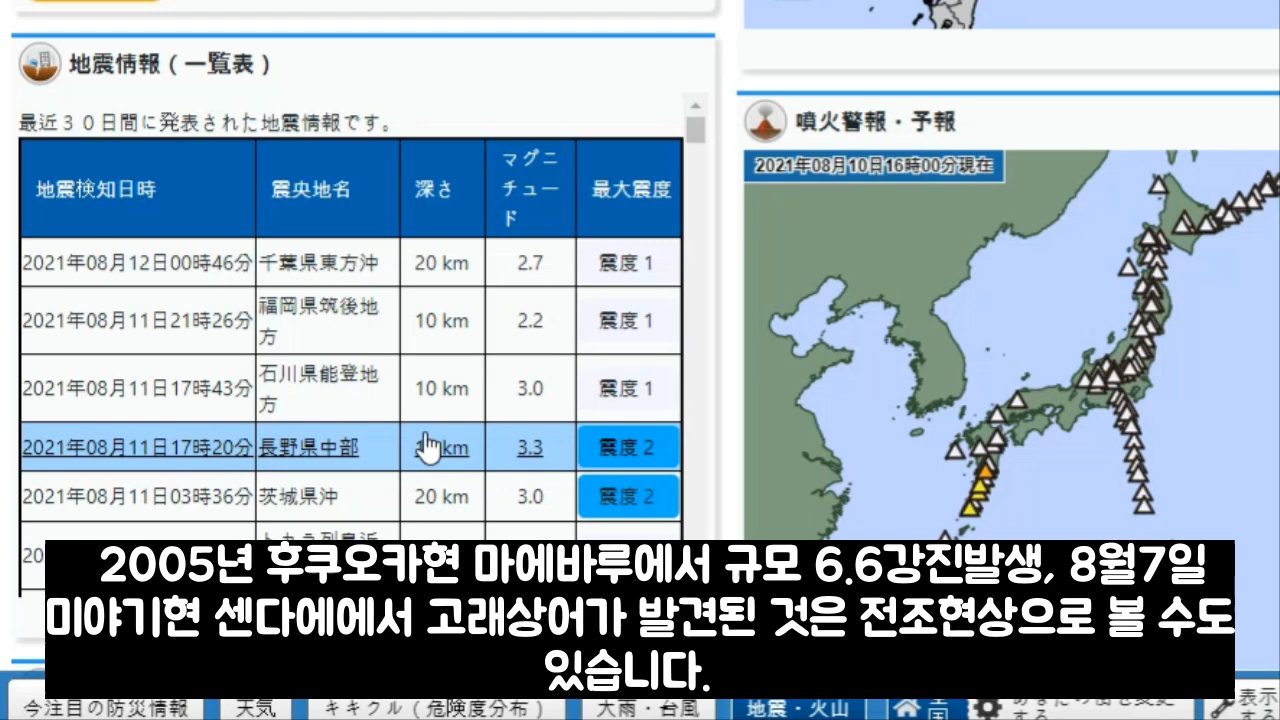 地震情報（一覧表）
最近３０日間に発表された地震情報です。
地震検知日時 震央地名 深さ マグニチュード 最大震度
2021年08月12日00時46分 千葉県東方沖 20 km 2.7 震度１
2021年08月11日21時26分 福岡県筑後地方 10 km 2.2 震度１
2021年08月11日17時43分 石川県能登地方 10 km 3.0 震度１
2021年08月11日17時20分 長野県中部 km 3.3 震度２
2021年08月11日03時36分 茨城県沖 20 km 3.0 震度２
噴火警報・予報
2021年08月10日16時00分現在
2005년 후쿠오카현 마에바루에서 규모 6.6강진발생, 8월7일
미야기현 센다에에서 고래상어가 발견된 것은 전조현상으로 볼 수도
있습니다.
今注目の防災情報 天気 キキクル（危険度分布） 大雨・台風 地震・火山 全国 表示